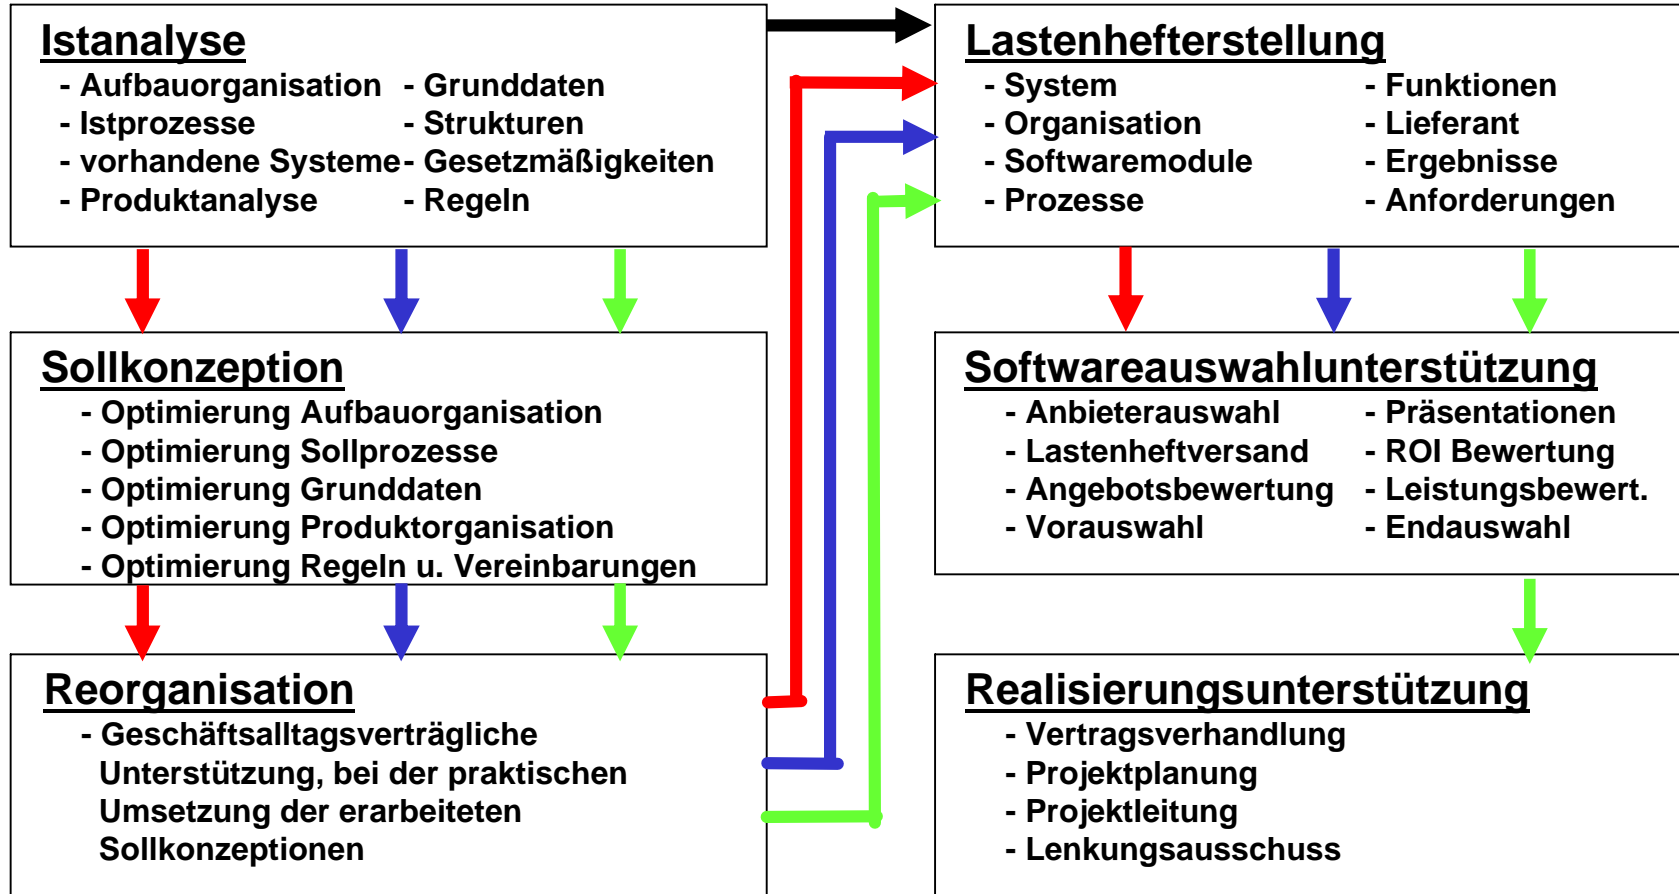 Istanalyse
- Aufbauorganisation - Grunddaten
- Istprozesse - Strukturen
- vorhandene Systeme - Gesetzmäßigkeiten
- Produktanalyse - Regeln
Sollkonzeption
- Optimierung Aufbauorganisation
- Optimierung Sollprozesse
- Optimierung Grunddaten
- Optimierung Produktorganisation
- Optimierung Regeln u. Vereinbarungen
Reorganisation
- Geschäftsalltagsverträgliche
Unterstützung, bei der praktischen
Umsetzung der erarbeiteten
Sollkonzeptionen
Lastenhefterstellung
- System - Funktionen
- Organisation - Lieferant
- Softwaremodule - Ergebnisse
- Prozesse - Anforderungen
Softwareauswahlunterstützung
- Anbieterauswahl - Präsentationen
- Lastenheftversand - ROI Bewertung
- Angebotsbewertung - Leistungsbewert.
- Vorauswahl - Endauswahl
Realisierungsunterstützung
- Vertragsverhandlung
- Projektplanung
- Projektleitung
- Lenkungsausschuss